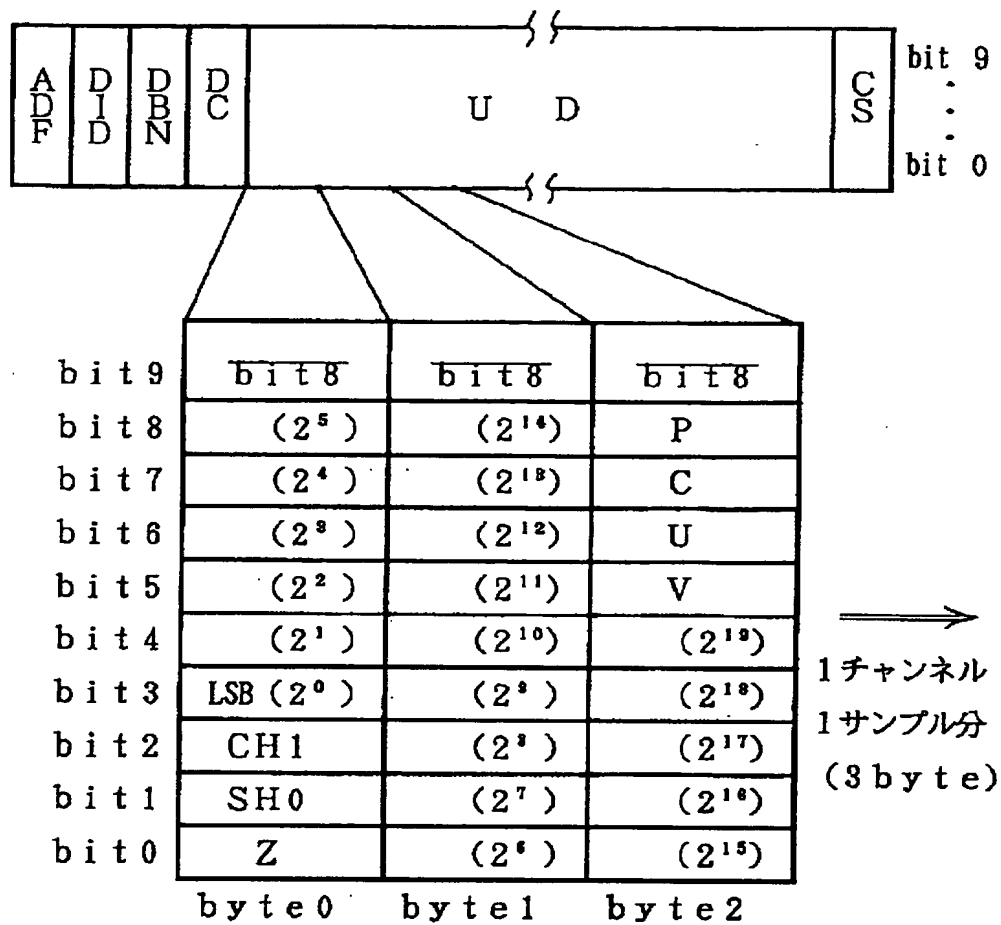 ADF DID DBN DC UD CS
bit 9
bit 0
bit9 bit8 bit8 bit8
bit8 (2⁵) (2¹⁴) P
bit7 (2⁴) (2¹³) C
bit6 (2³) (2¹²) U
bit5 (2²) (2¹¹) V
bit4 (2¹) (2¹⁰) (2¹⁹)
bit3 LSB(2⁰) (2⁹) (2¹⁸)
bit2 CH1 (2⁸) (2¹⁷)
bit1 SH0 (2⁷) (2¹⁶)
bit0 Z (2⁶) (2¹⁵)
byte0 byte1 byte2
1チャンネル
1サンプル分
(3byte)